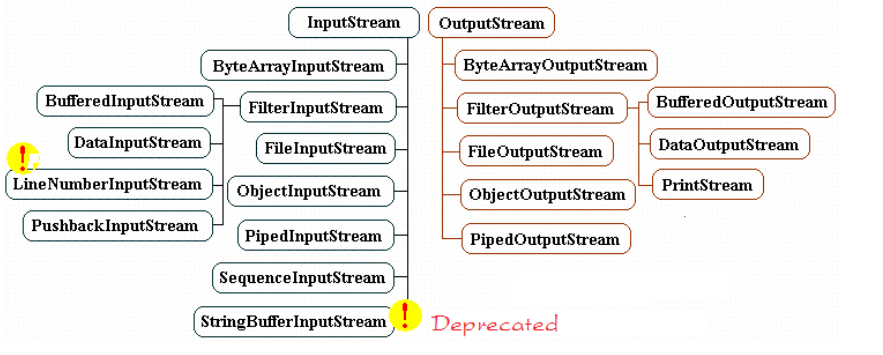 InputStream
OutputStream
ByteArrayInputStream
ByteArrayOutputStream
BufferedInputStream
FilterInputStream
FilterOutputStream
BufferedOutputStream
DataInputStream
FileInputStream
FileOutputStream
DataOutputStream
!
LineNumberInputStream
ObjectInputStream
ObjectOutputStream
PrintStream
PushbackInputStream
PipedInputStream
PipedOutputStream
SequenceInputStream
StringBufferInputStream
!
Deprecated